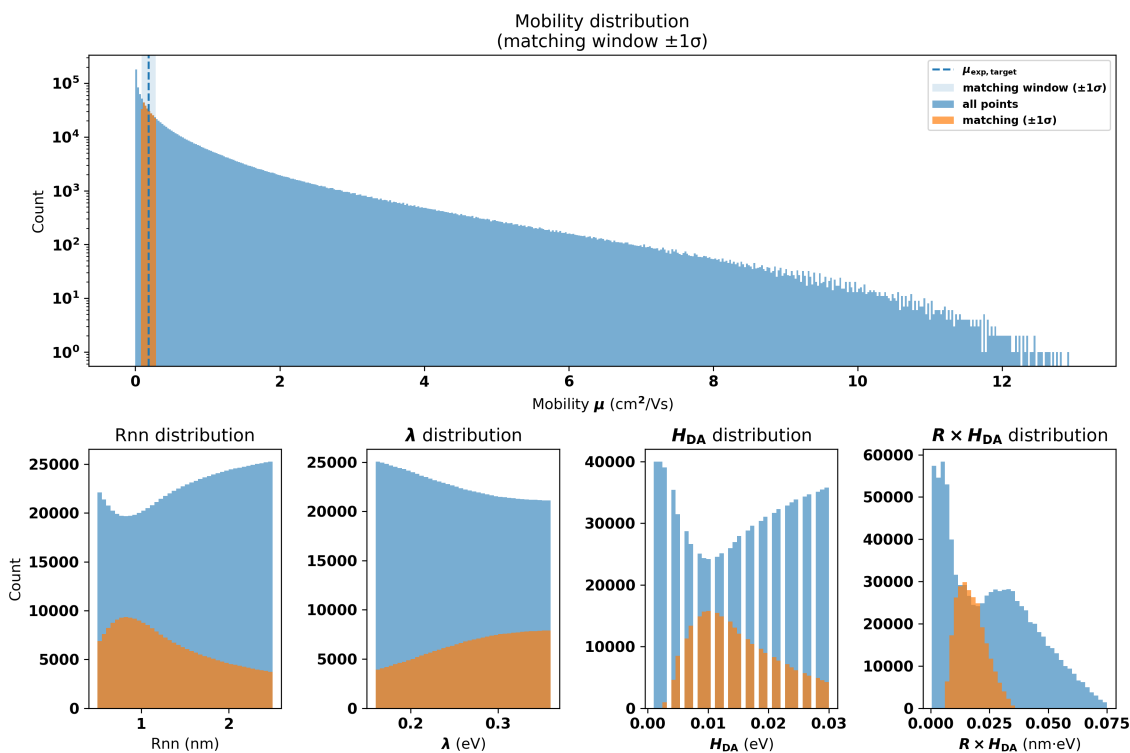 Mobility distribution
(matching window ±1σ)
Count
10⁵
10⁴
10³
10²
10¹
10⁰
μexp, target
matching window (±1σ)
all points
matching (±1σ)
0 2 4 6 8 10 12
Mobility μ (cm²/Vs)
Rnn distribution
Count
25000
20000
15000
10000
5000
0
1 2
Rnn (nm)
λ distribution
25000
20000
15000
10000
5000
0
0.2 0.3
λ (eV)
H_DA distribution
40000
30000
20000
10000
0
0.00 0.01 0.02 0.03
H_DA (eV)
R × H_DA distribution
60000
50000
40000
30000
20000
10000
0
0.000 0.025 0.050 0.075
R × H_DA (nm·eV)